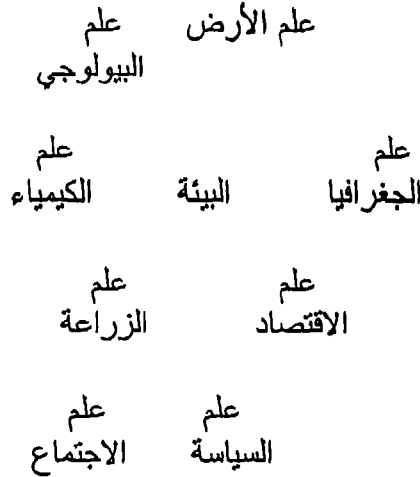 علم الأرض علم
البيولوجي
علم علم
الجغرافيا البيئة الكيمياء
علم علم
الاقتصاد الزراعة
علم علم
السياسة الاجتماع